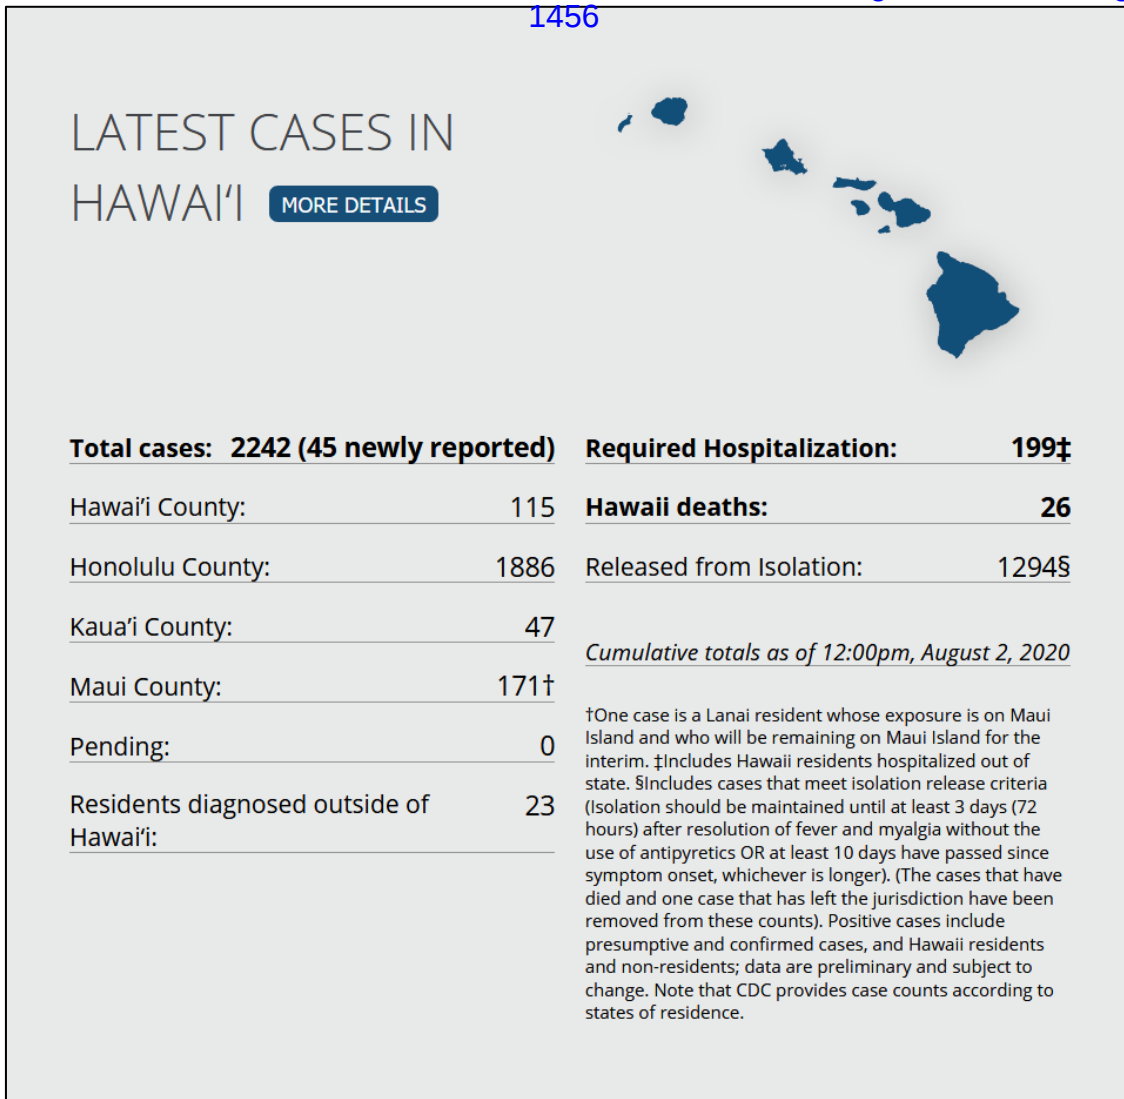 1456
LATEST CASES IN
HAWAI‘I MORE DETAILS
Total cases: 2242 (45 newly reported)
Hawai’i County: 115
Honolulu County: 1886
Kaua’i County: 47
Maui County: 171†
Pending: 0
Residents diagnosed outside of 23
Hawai‘i:
Required Hospitalization: 199‡
Hawaii deaths: 26
Released from Isolation: 1294§
Cumulative totals as of 12:00pm, August 2, 2020
†One case is a Lanai resident whose exposure is on Maui
Island and who will be remaining on Maui Island for the
interim. ‡Includes Hawaii residents hospitalized out of
state. §Includes cases that meet isolation release criteria
(Isolation should be maintained until at least 3 days (72
hours) after resolution of fever and myalgia without the
use of antipyretics OR at least 10 days have passed since
symptom onset, whichever is longer). (The cases that have
died and one case that has left the jurisdiction have been
removed from these counts). Positive cases include
presumptive and confirmed cases, and Hawaii residents
and non-residents; data are preliminary and subject to
change. Note that CDC provides case counts according to
states of residence.